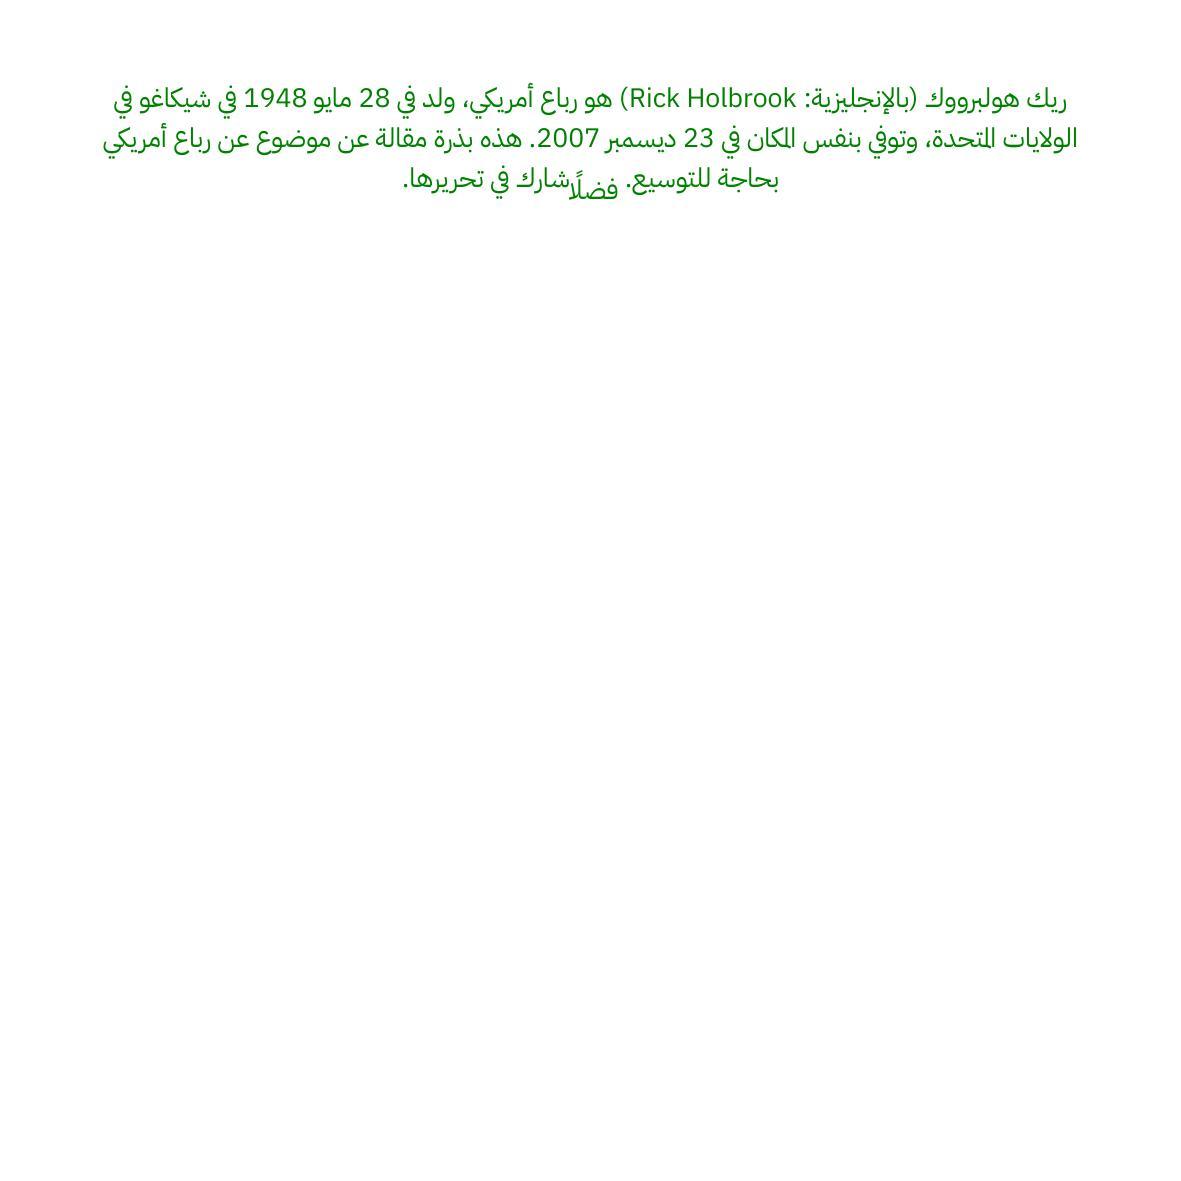 ريك هولبرووك (بالإنجليزية: Rick Holbrook) هو رباع أمريكي، ولد في 28 مايو 1948 في شيكاغو في
الولايات المتحدة، وتوفي بنفس المكان في 23 ديسمبر 2007. هذه بذرة مقالة عن موضوع عن رباع أمريكي
بحاجة للتوسيع. فضلًا شارك في تحريرها.